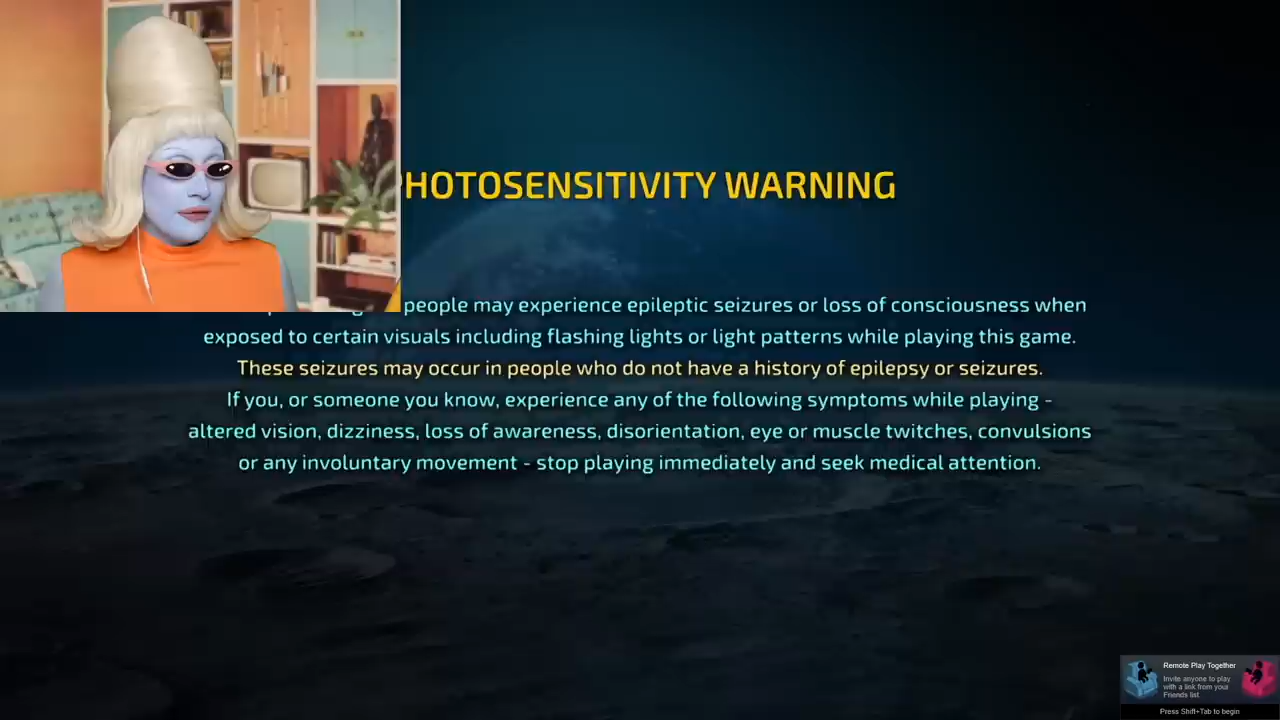 PHOTOSENSITIVITY WARNING
people may experience epileptic seizures or loss of consciousness when
exposed to certain visuals including flashing lights or light patterns while playing this game.
These seizures may occur in people who do not have a history of epilepsy or seizures.
If you, or someone you know, experience any of the following symptoms while playing -
altered vision, dizziness, loss of awareness, disorientation, eye or muscle twitches, convulsions
or any involuntary movement - stop playing immediately and seek medical attention.
Remote Play Together
Invite anyone to play
with a link from your
Friends list.
Press Shift+Tab to begin